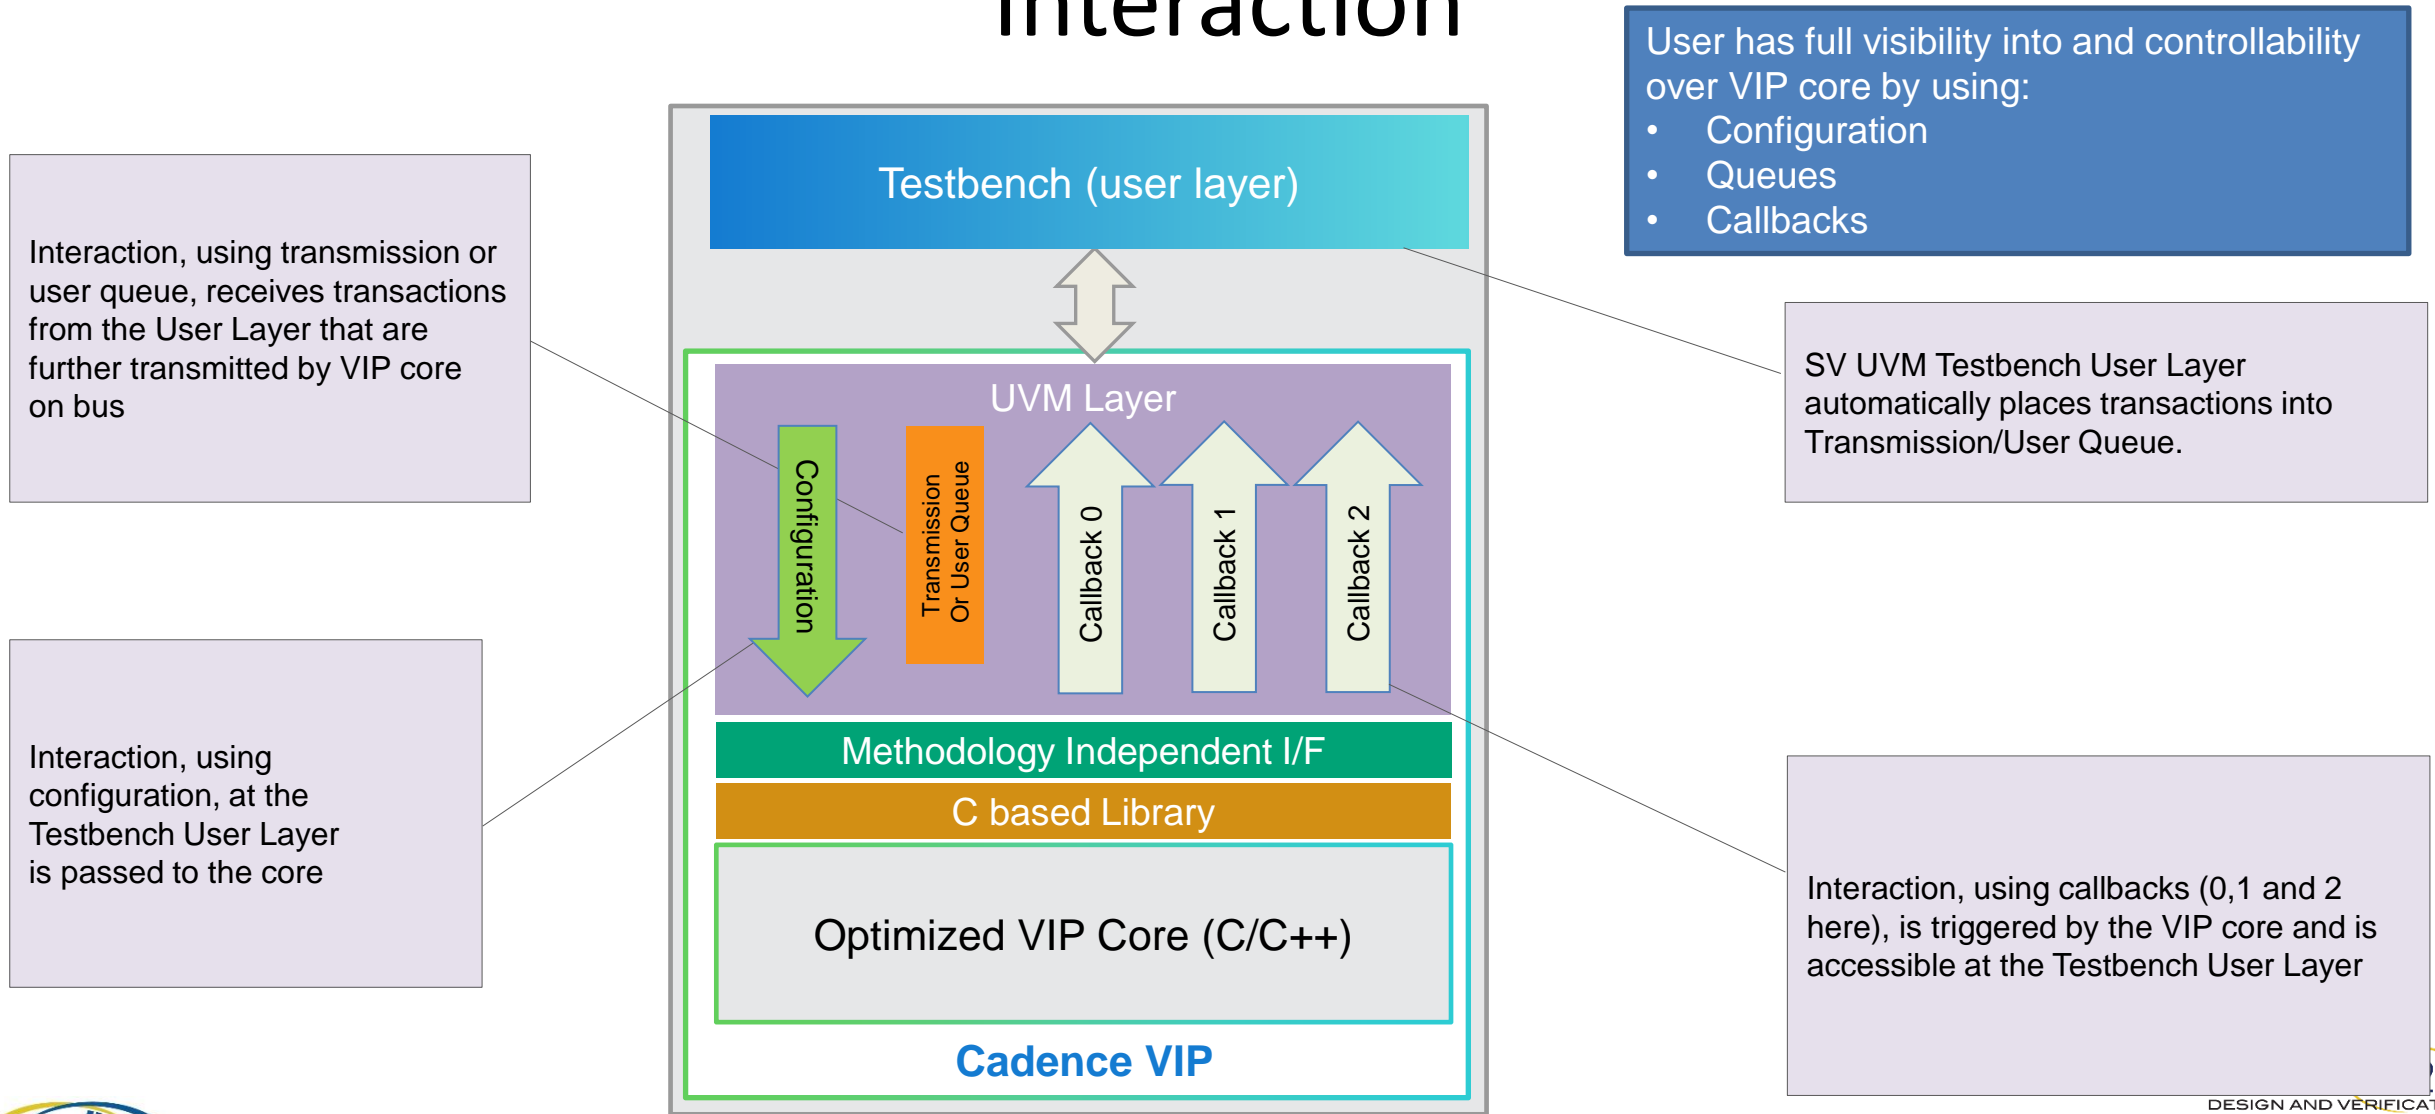 Interaction
User has full visibility into and controllability
over VIP core by using:
• Configuration
• Queues
• Callbacks
Testbench (user layer)
Interaction, using transmission or
user queue, receives transactions
from the User Layer that are
further transmitted by VIP core
on bus
SV UVM Testbench User Layer
automatically places transactions into
Transmission/User Queue.
UVM Layer
Configuration
Transmission
Or User Queue
Callback 0
Callback 1
Callback 2
Interaction, using
configuration, at the
Testbench User Layer
is passed to the core
Methodology Independent I/F
C based Library
Optimized VIP Core (C/C++)
Interaction, using callbacks (0,1 and 2
here), is triggered by the VIP core and is
accessible at the Testbench User Layer
Cadence VIP
DESIGN AND VERIFICAT